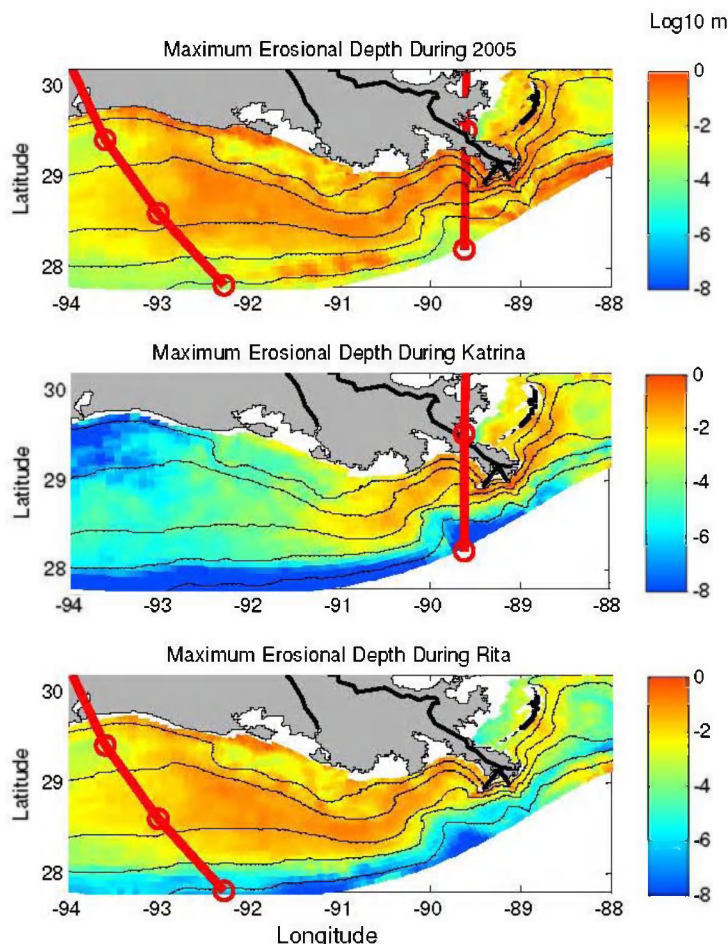 Log10 m
Maximum Erosional Depth During 2005
30
29
28
Latitude
-94 -93 -92 -91 -90 -89 -88
0
-2
-4
-6
-8
Maximum Erosional Depth During Katrina
30
29
28
Latitude
-94 -93 -92 -91 -90 -89 -88
0
-2
-4
-6
-8
Maximum Erosional Depth During Rita
30
29
28
Latitude
-94 -93 -92 -91 -90 -89 -88
Longitude
0
-2
-4
-6
-8